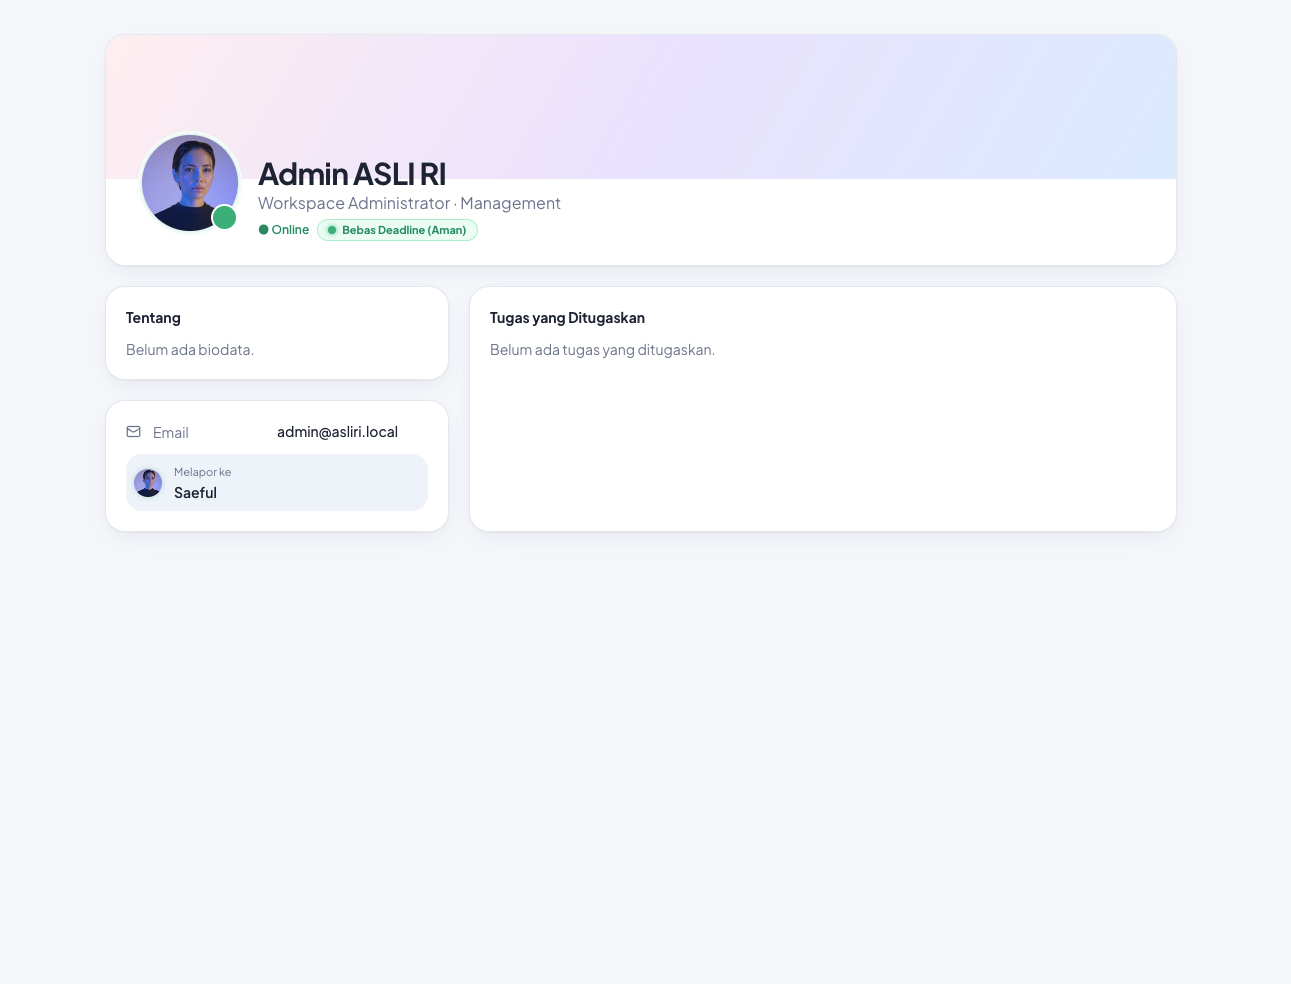 Admin ASLI RI
Workspace Administrator · Management
Online
Bebas Deadline (Aman)
Tentang
Belum ada biodata.
Tugas yang Ditugaskan
Belum ada tugas yang ditugaskan.
Email
admin@asliri.local
Melapor ke
Saeful